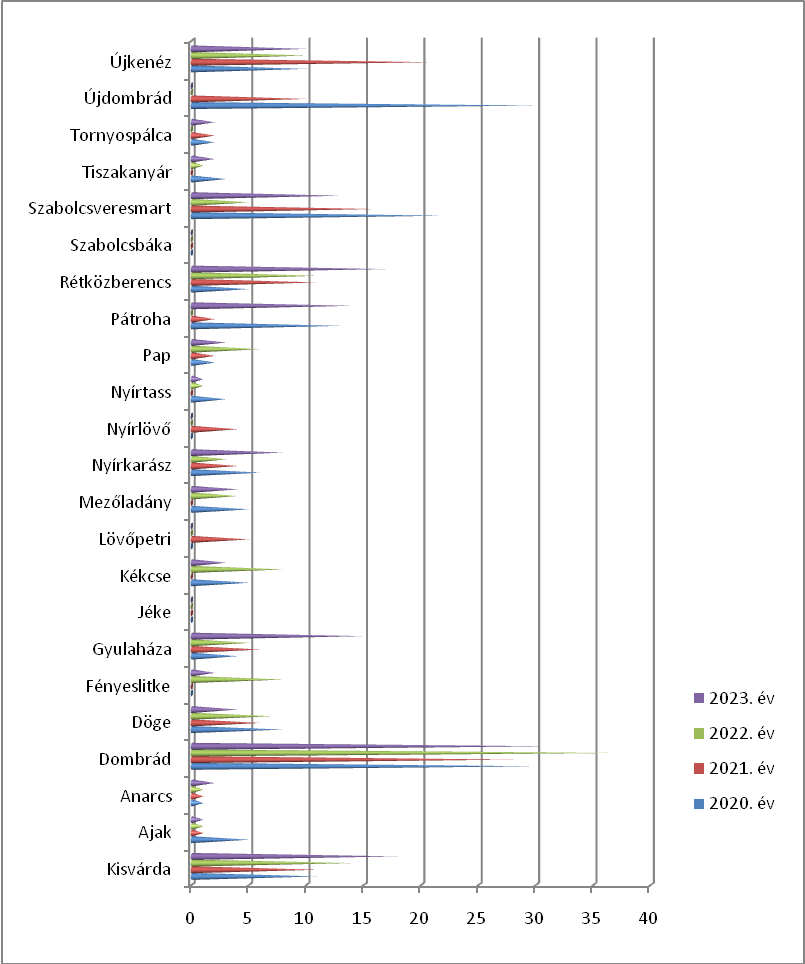 Újkenéz
Újdombrád
Tornyospálca
Tiszakanyár
Szabolcsveresmart
Szabolcsbáka
Rétközberencs
Pátroha
Pap
Nyírtass
Nyírlövő
Nyírkarász
Mezőladány
Lövőpetri
Kékcse
Jéke
Gyulaháza
Fényeslitke
Döge
Dombrád
Anarcs
Ajak
Kisvárda
0 5 10 15 20 25 30 35 40
2023. év
2022. év
2021. év
2020. év